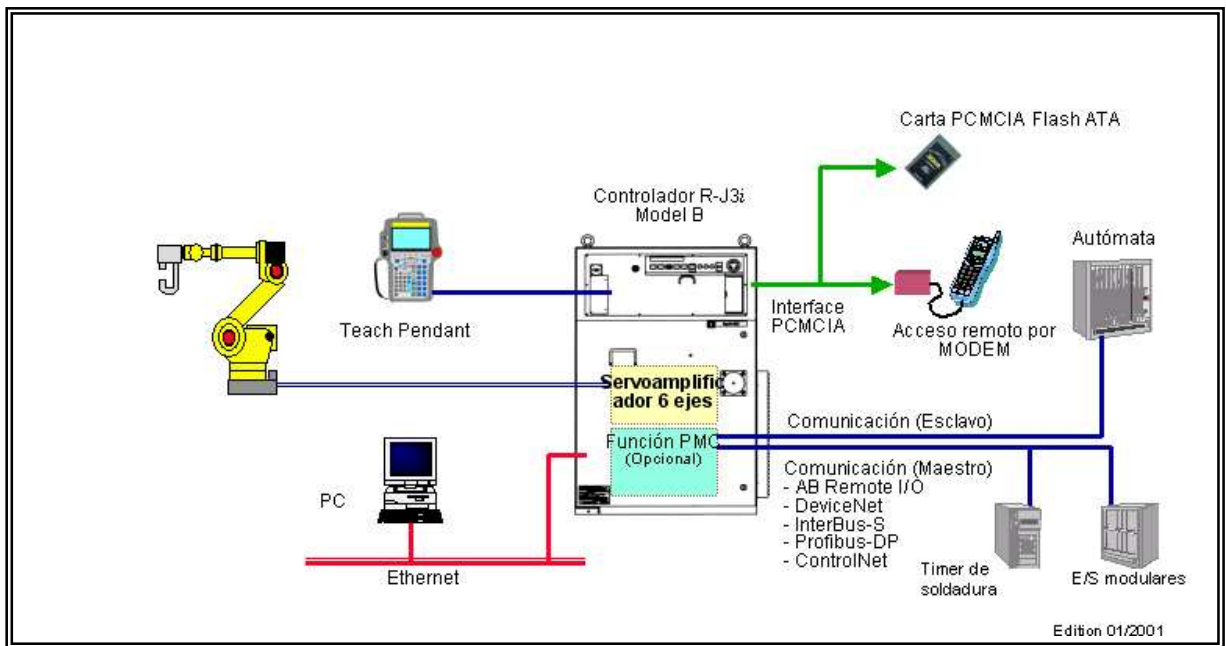 Carta PCMCIA Flash ATA
Controlador R-J3i
Model B
Autómata
Teach Pendant
Interface
PCMCIA
Acceso remoto por
MODEM
Servoamplific
ador 6 ejes
Comunicación (Esclavo)
Función PMC
(Opcional)
Comunicación (Maestro)
- AB Remote I/O
- DeviceNet
- InterBus-S
- Profibus-DP
- ControlNet
PC
Ethernet
Timer de
soldadura
E/S modulares
Edition 01/2001